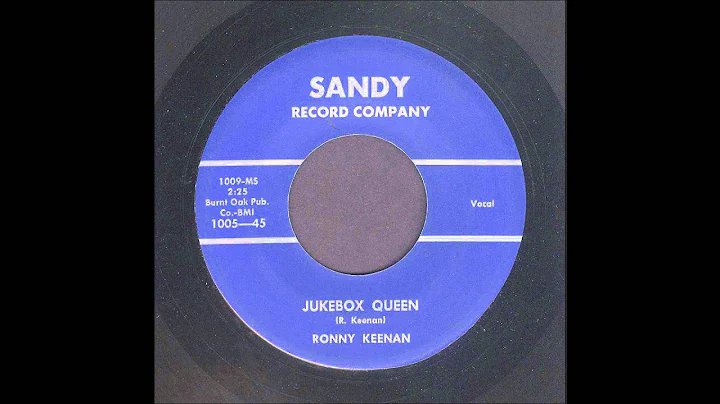 SANDY
RECORD COMPANY
1009-MS
2:25
Burnt Oak Pub.
Co.-BMI
1005—45
Vocal
JUKEBOX QUEEN
(R. Keenan)
RONNY KEENAN